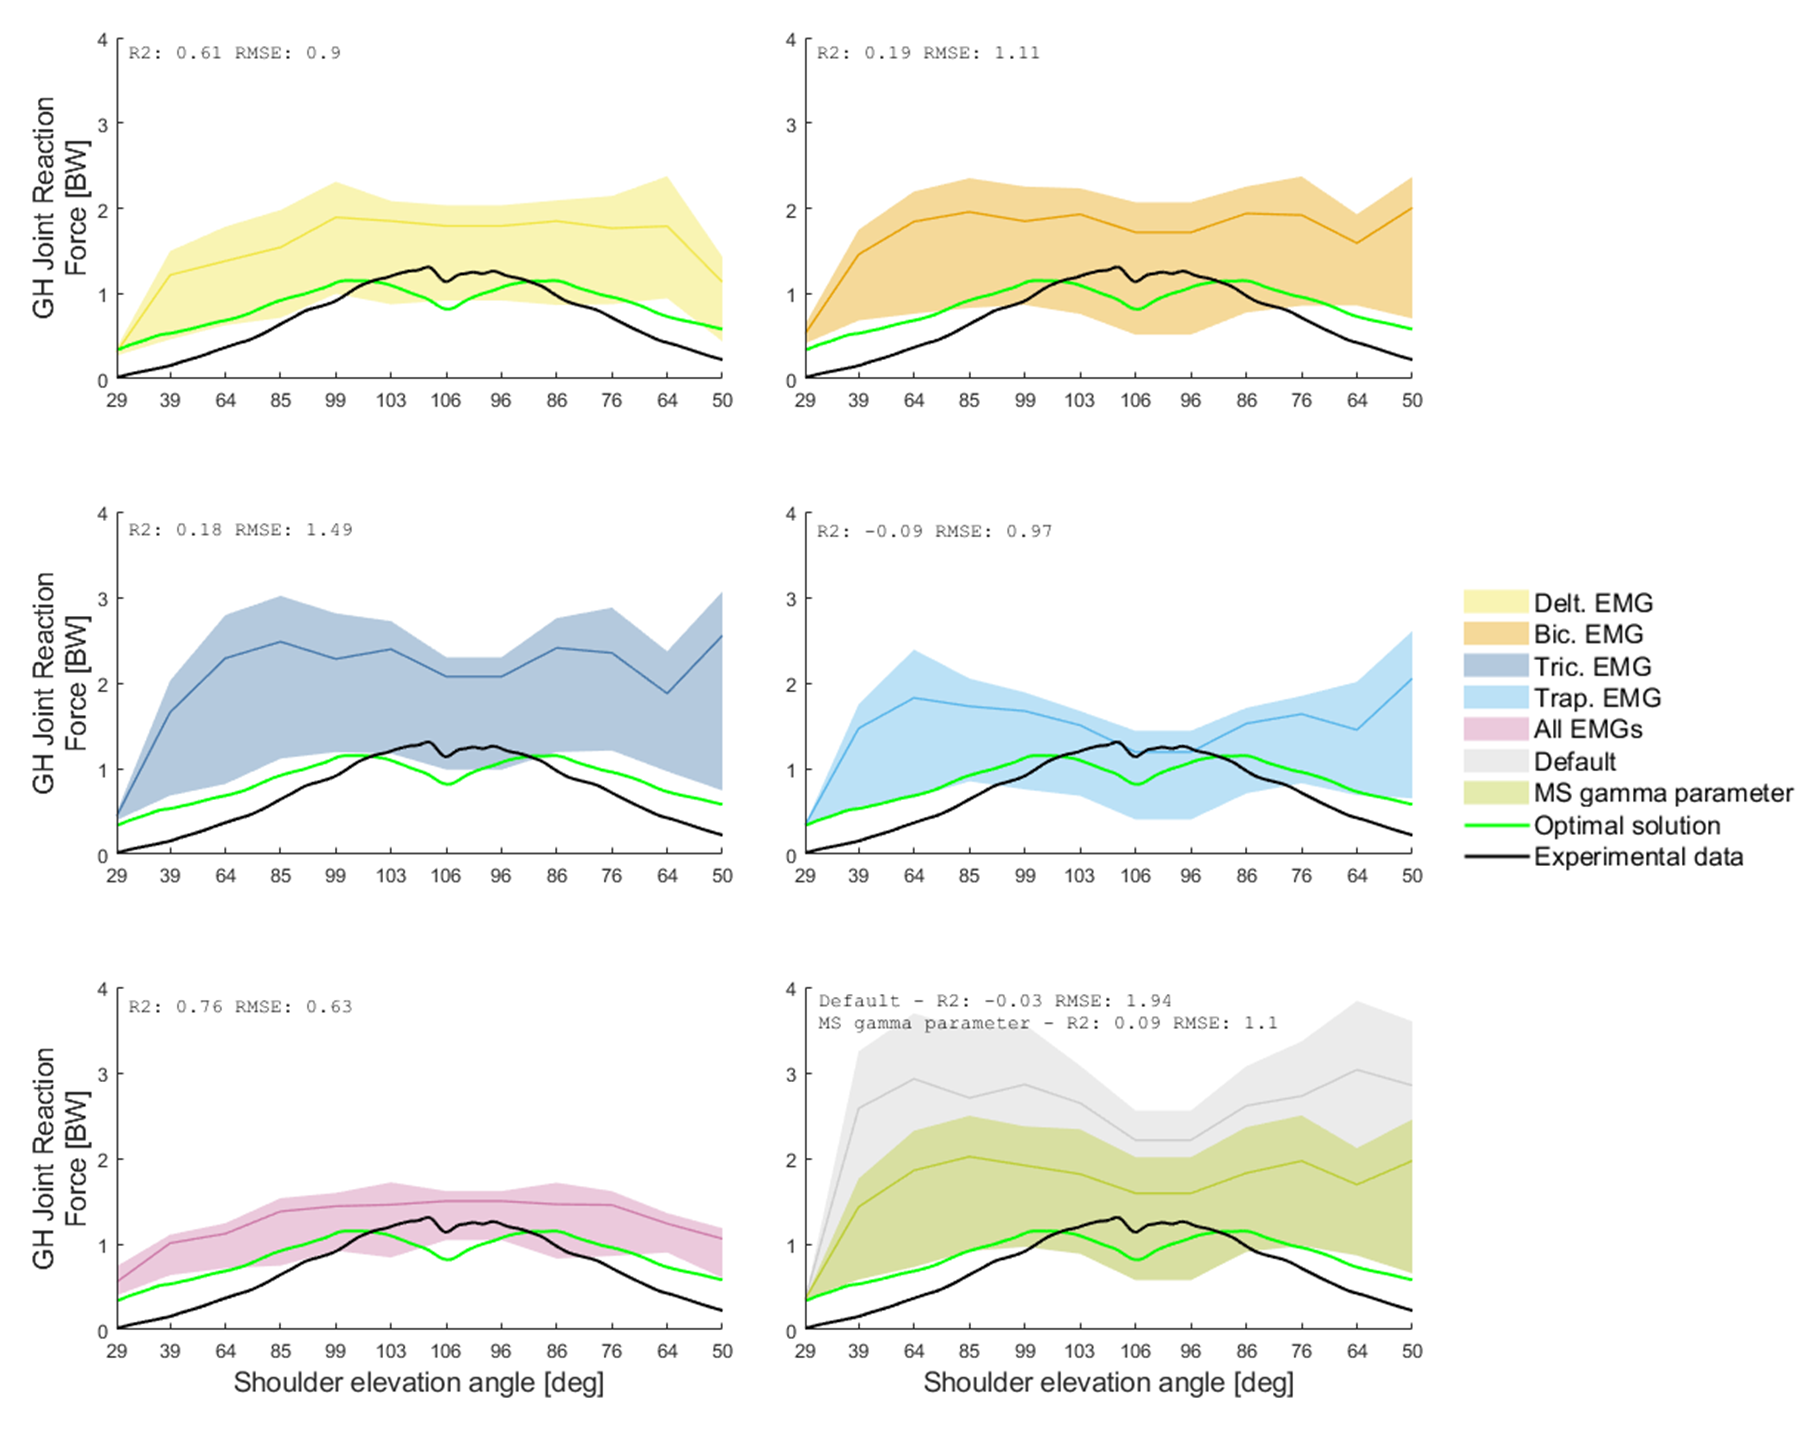 R2: 0.61 RMSE: 0.9
4
3
2
1
0
GH Joint Reaction
Force [BW]
29 39 64 85 99 103 106 96 86 76 64 50
R2: 0.19 RMSE: 1.11
4
3
2
1
0
29 39 64 85 99 103 106 96 86 76 64 50
R2: 0.18 RMSE: 1.49
4
3
2
1
0
GH Joint Reaction
Force [BW]
29 39 64 85 99 103 106 96 86 76 64 50
R2: -0.09 RMSE: 0.97
4
3
2
1
0
29 39 64 85 99 103 106 96 86 76 64 50
Delt. EMG
Bic. EMG
Tric. EMG
Trap. EMG
All EMGs
Default
MS gamma parameter
Optimal solution
Experimental data
R2: 0.76 RMSE: 0.63
4
3
2
1
0
GH Joint Reaction
Force [BW]
29 39 64 85 99 103 106 96 86 76 64 50
Shoulder elevation angle [deg]
Default - R2: -0.03 RMSE: 1.94
MS gamma parameter - R2: 0.09 RMSE: 1.1
4
3
2
1
0
29 39 64 85 99 103 106 96 86 76 64 50
Shoulder elevation angle [deg]